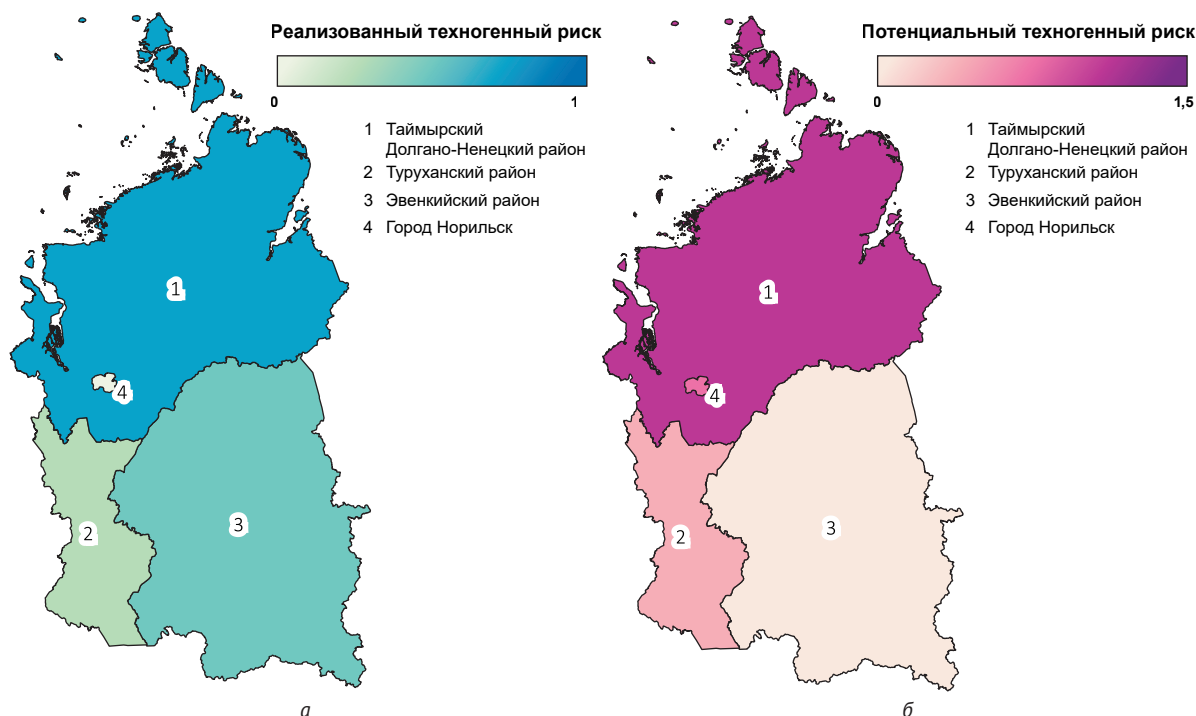 Реализованный техногенный риск
0
1
1 Таймырский
Долгано-Ненецкий район
2 Туруханский район
3 Эвенкийский район
4 Город Норильск
1
4
2
3
а
Потенциальный техногенный риск
0
1,5
1 Таймырский
Долгано-Ненецкий район
2 Туруханский район
3 Эвенкийский район
4 Город Норильск
1
4
2
3
б